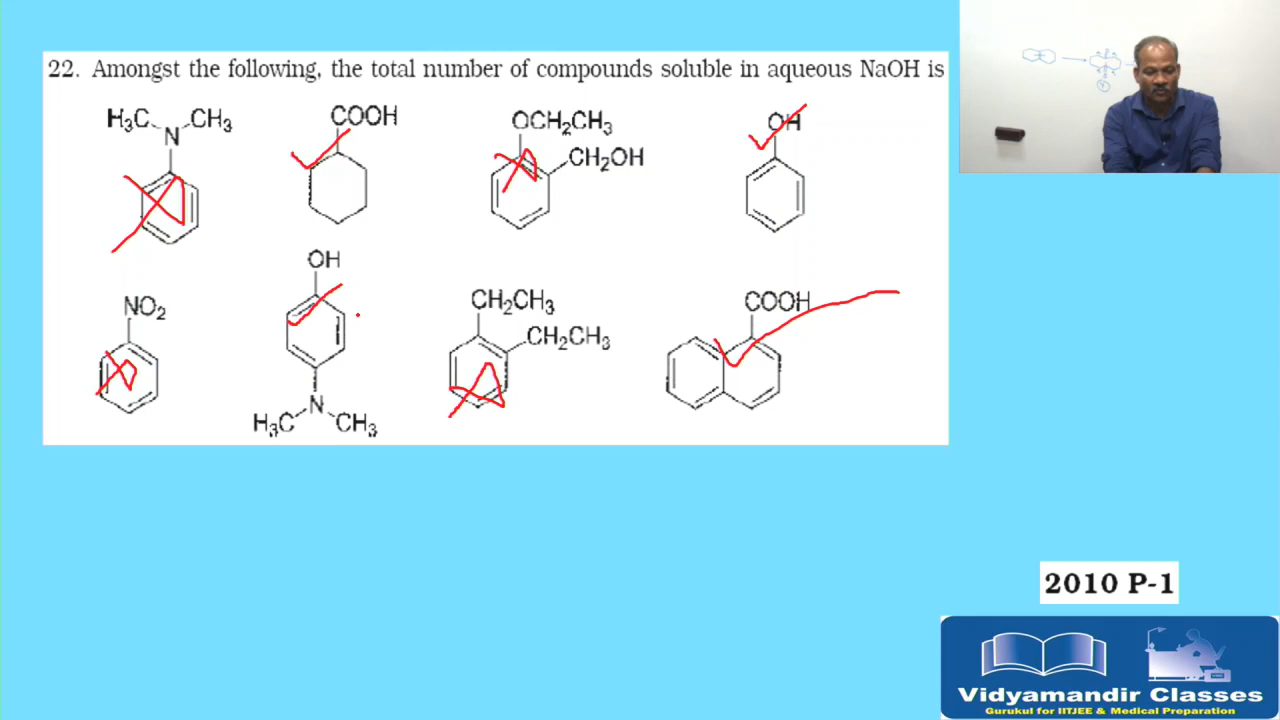 22. Amongst the following, the total number of compounds soluble in aqueous NaOH is
H₃C CH₃
N
COOH
OCH₂CH₃
CH₂OH
OH
NO₂
OH
N
H₃C CH₃
CH₂CH₃
CH₂CH₃
COOH
2010 P-1
Vidyamandir Classes
Gurukul for IITJEE & Medical Preparation